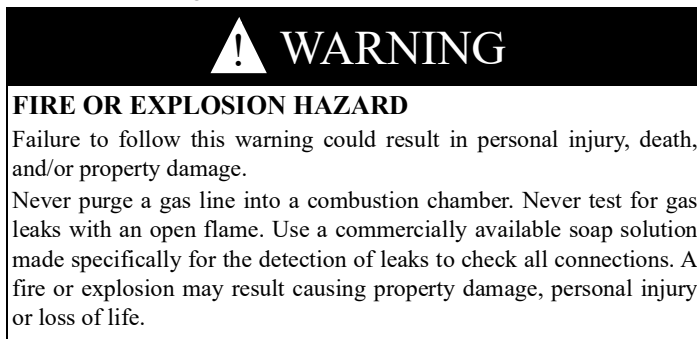 WARNING
FIRE OR EXPLOSION HAZARD
Failure to follow this warning could result in personal injury, death,
and/or property damage.
Never purge a gas line into a combustion chamber. Never test for gas
leaks with an open flame. Use a commercially available soap solution
made specifically for the detection of leaks to check all connections. A
fire or explosion may result causing property damage, personal injury
or loss of life.